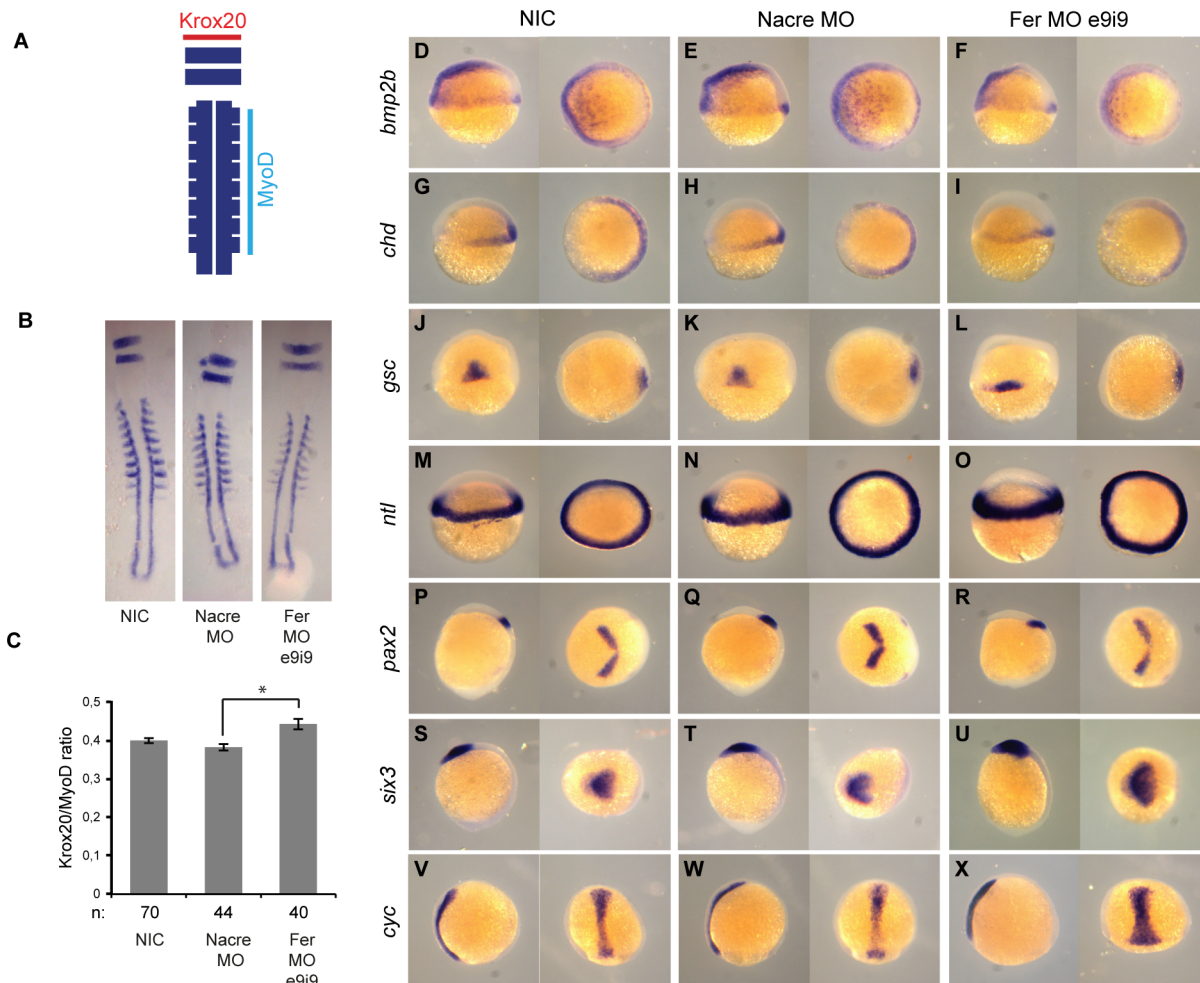 A
Krox20
MyoD
B
NIC
Nacre
MO
Fer
MO
e9i9
C
Krox20/MyoD ratio
0,5
0,4
0,3
0,2
0,1
0
*
n: 70 44 40
NIC
Nacre
MO
Fer
MO
e9i9
NIC Nacre MO Fer MO e9i9
bmp2b
D E F
chd
G H I
gsc
J K L
ntl
M N O
pax2
P Q R
six3
S T U
cyc
V W X